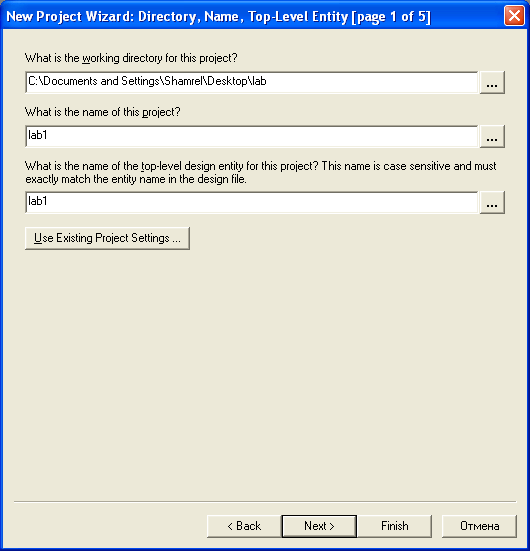 New Project Wizard: Directory, Name, Top-Level Entity [page 1 of 5]
What is the working directory for this project?
C:\Documents and Settings\Shamrel\Desktop\lab
...
What is the name of this project?
lab1
...
What is the name of the top-level design entity for this project? This name is case sensitive and must
exactly match the entity name in the design file.
lab1
...
Use Existing Project Settings ...
< Back
Next >
Finish
Отмена